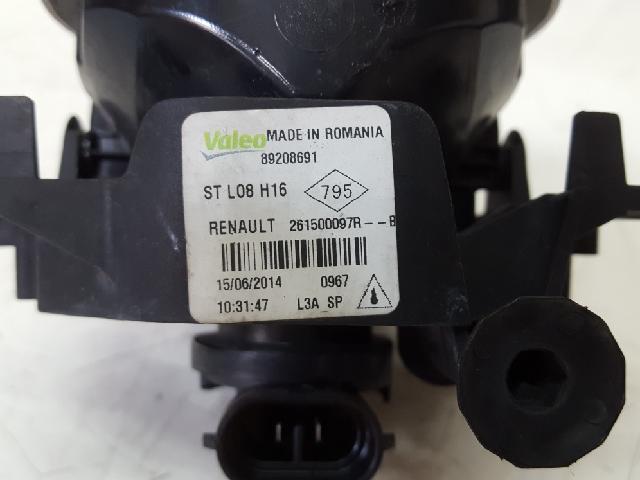 Valeo MADE IN ROMANIA
89208691
ST L08 H16 795
RENAULT 261500097R--B
15/06/2014 0967
10:31:47 L3A SP